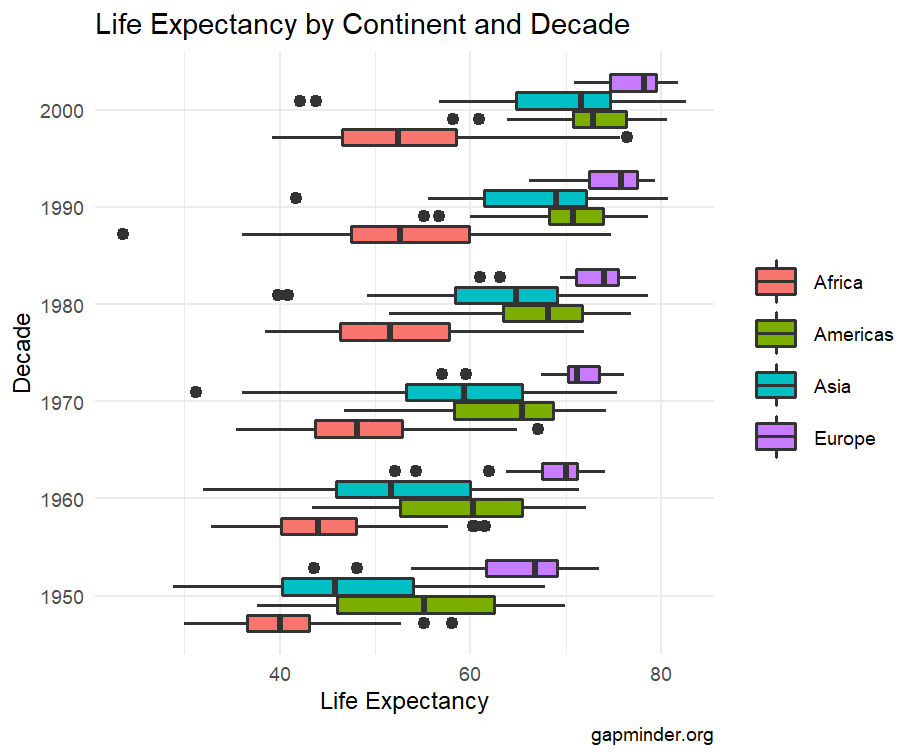 Life Expectancy by Continent and Decade
2000
1990
1980
1970
1960
1950
Decade
40
60
80
Life Expectancy
Africa
Americas
Asia
Europe
gapminder.org